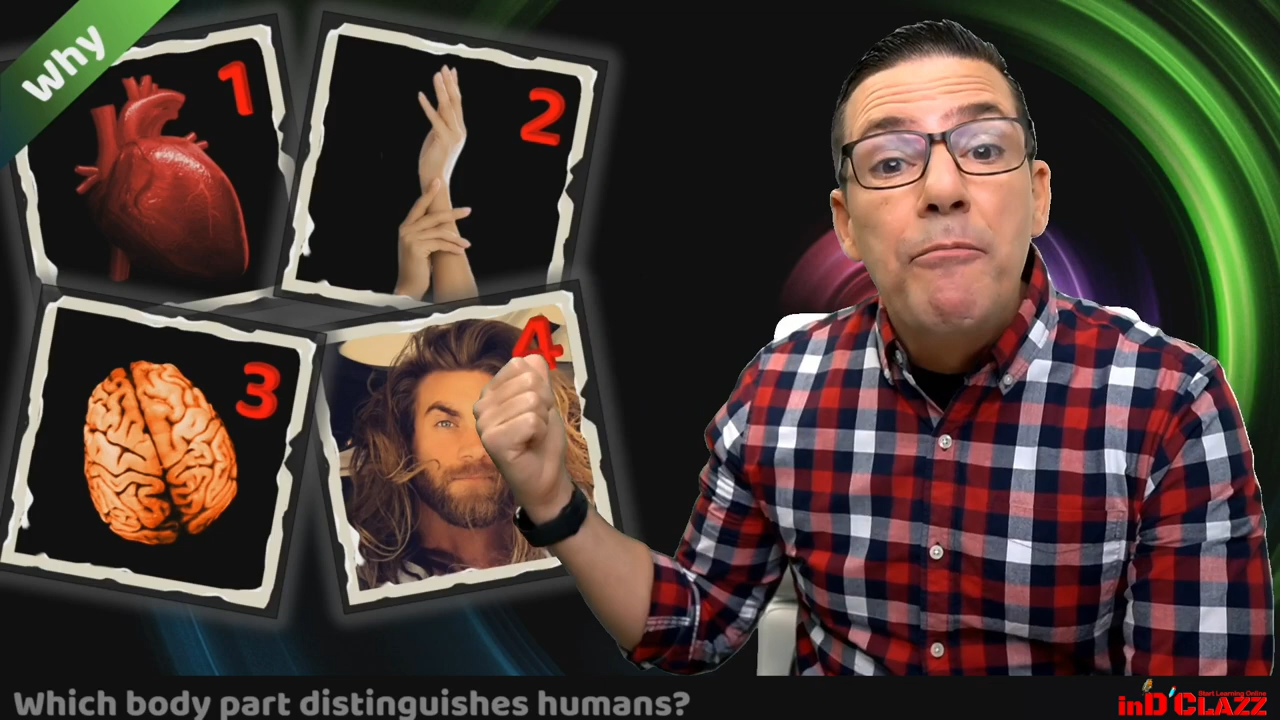 Why
1
2
3
4
Which body part distinguishes humans?
Start Learning Online
inD'CLAZZ